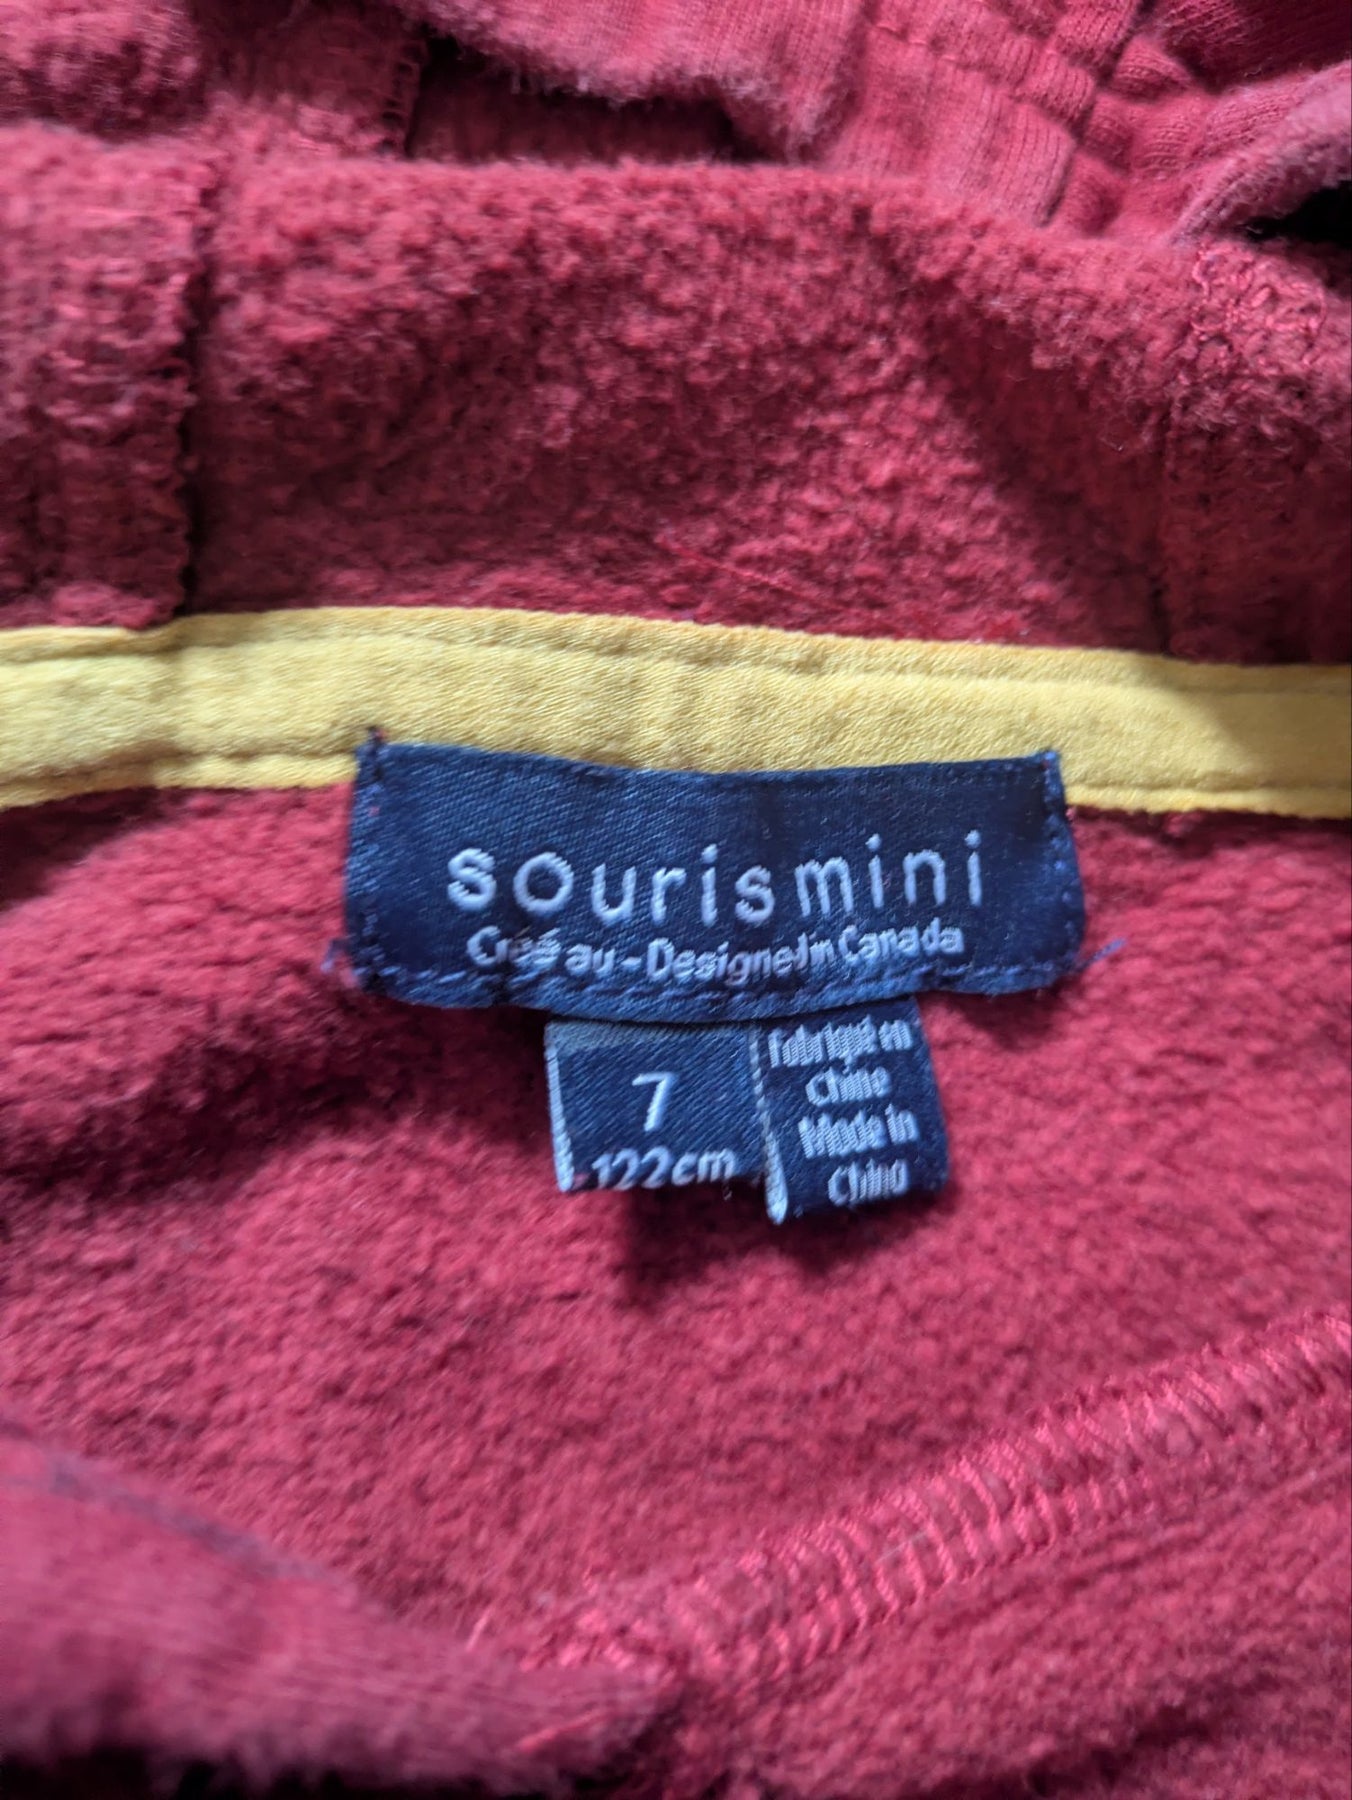 sourismini
Créé au - Designed in Canada
7
122cm
Fabriqué en
Chine
Made in
China